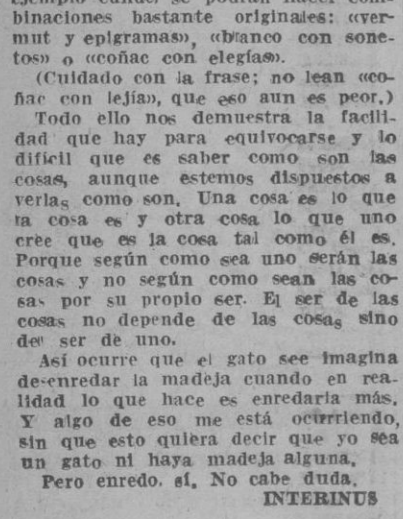 binaciones bastante originales: «ver-
mut y epigramas», «blanco con sone-
tos» o «coñac con elegías».
(Cuidado con la frase; no lean «co-
ñac con lejía», que eso aun es peor.)
Todo ello nos demuestra la facili-
dad que hay para equivocarse y lo
difícil que es saber como son las
cosas, aunque estemos dispuestos a
verlas como son. Una cosa es lo que
la cosa es y otra cosa lo que uno
cree que es la cosa tal como él es.
Porque según como sea uno serán las
cosas y no según como sean las co-
sas por su propio ser. El ser de las
cosas no depende de las cosas sino
del ser de uno.
Así ocurre que el gato see imagina
desenredar la madeja cuando en rea-
lidad lo que hace es enredarla más.
Y algo de eso me está ocurrriendo,
sin que esto quiera decir que yo sea
un gato ni haya madeja alguna.
Pero enredo. sí. No cabe duda.
INTERINUS